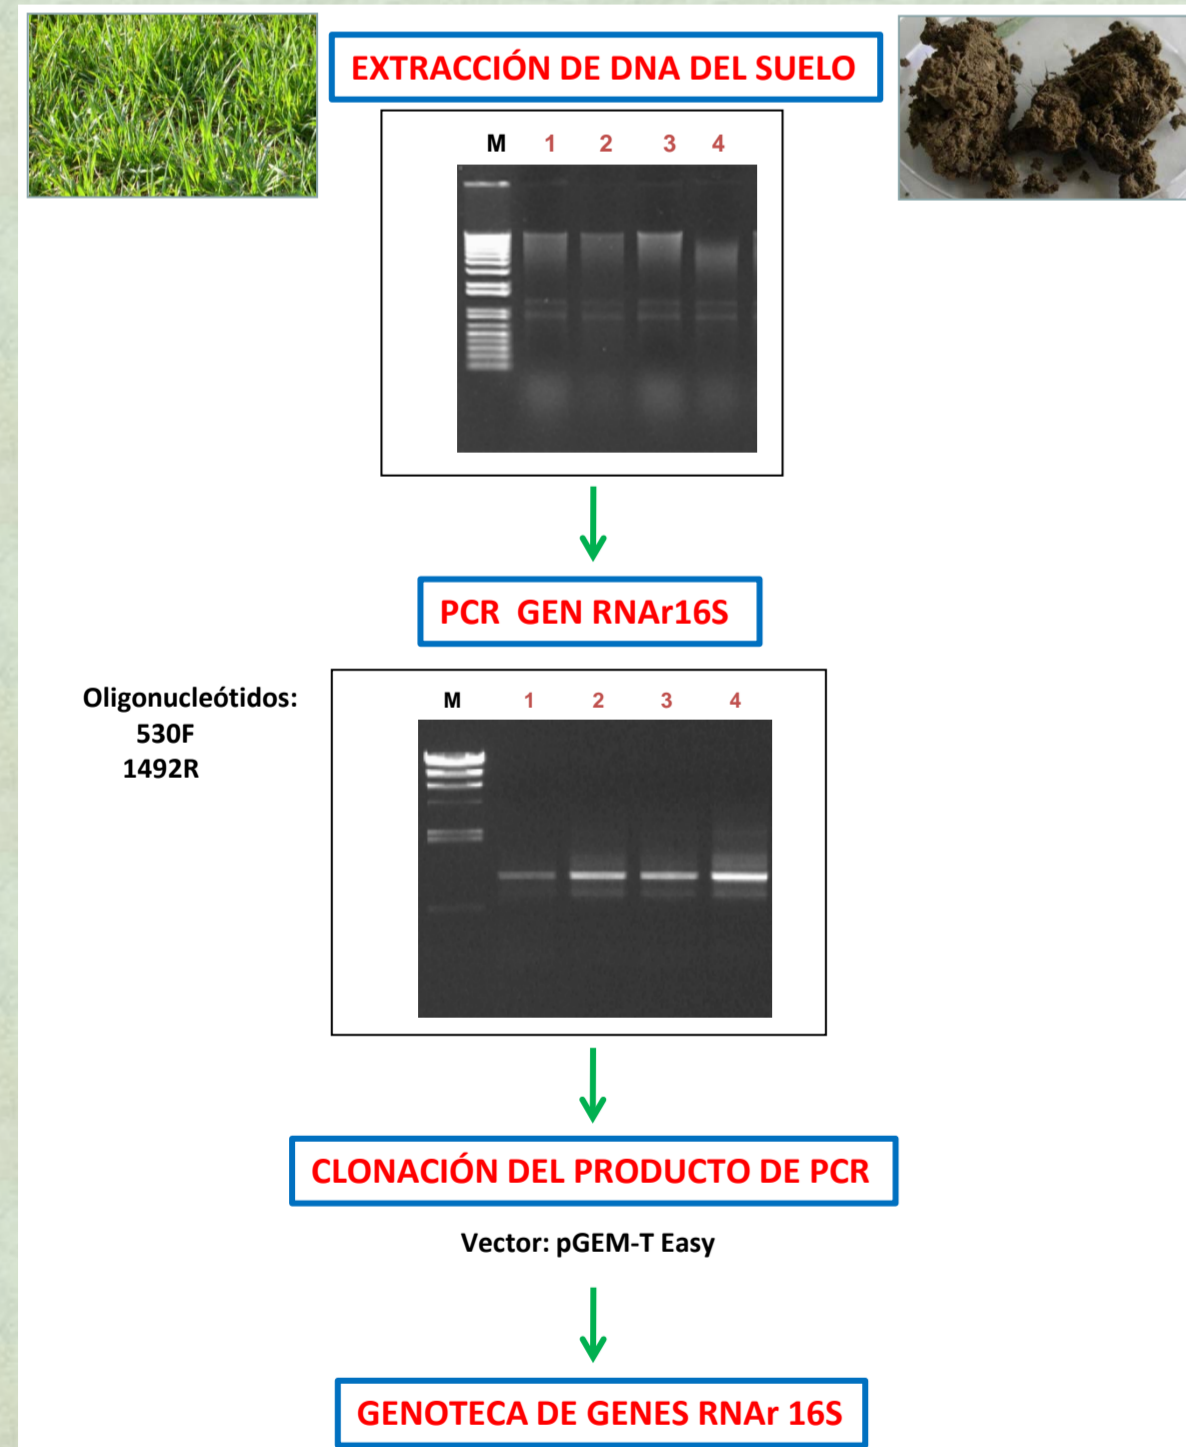 EXTRACCIÓN DE DNA DEL SUELO
M 1 2 3 4
PCR GEN RNAr16S
Oligonucleótidos:
530F
1492R
M 1 2 3 4
CLONACIÓN DEL PRODUCTO DE PCR
Vector: pGEM-T Easy
GENOTECA DE GENES RNAr 16S